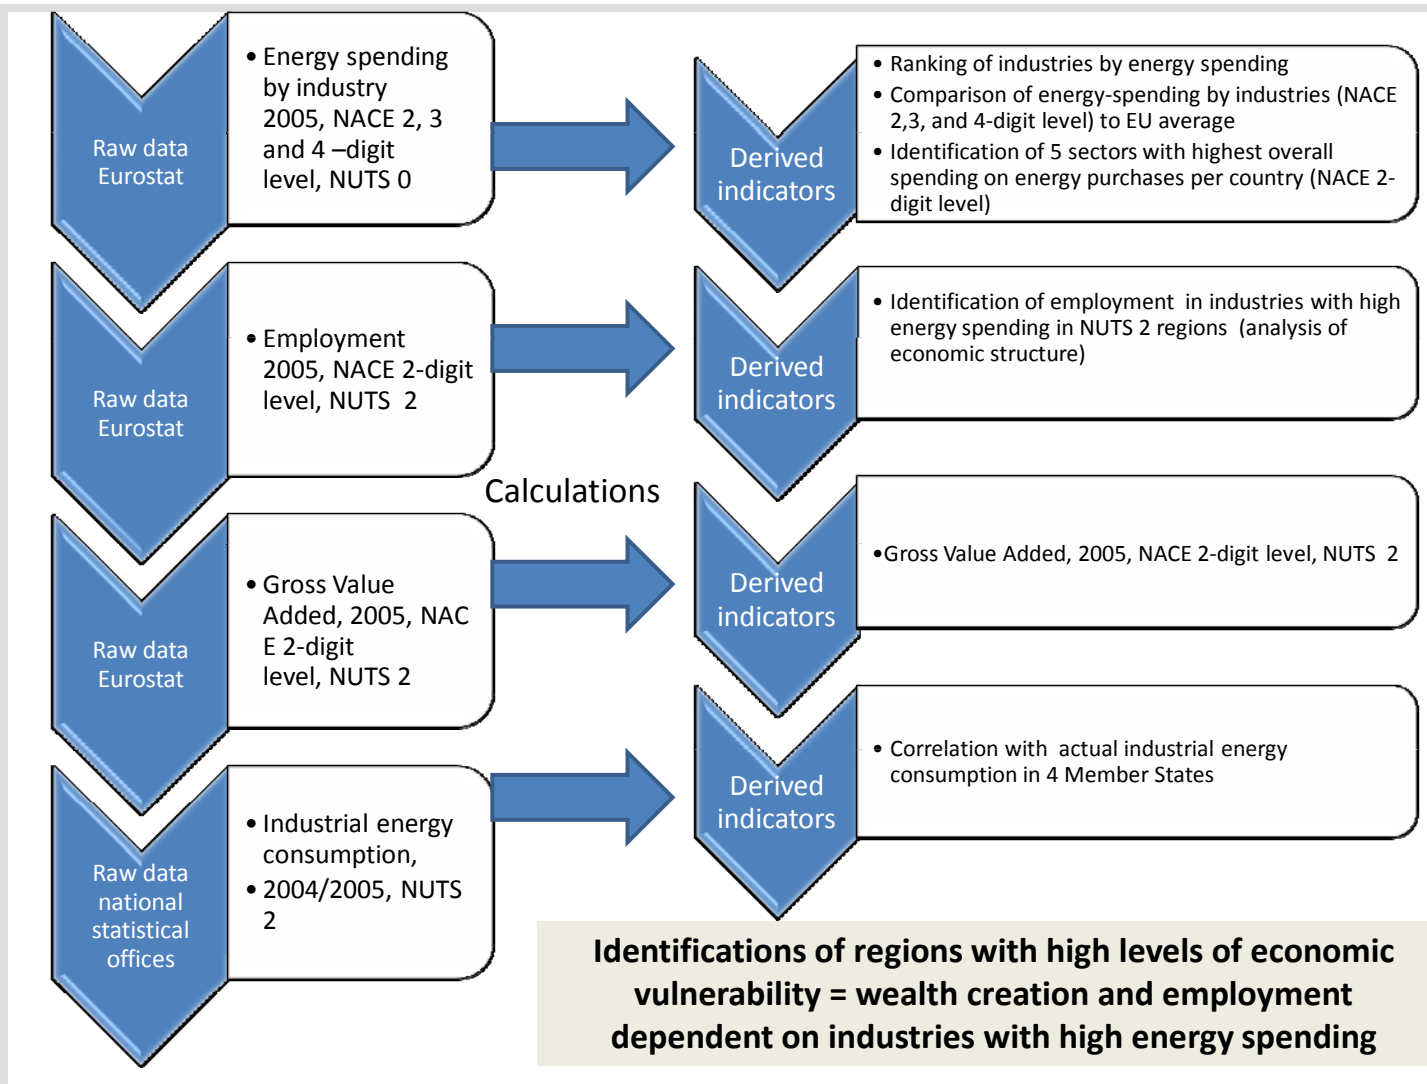 Raw data
Eurostat
• Energy spending
by industry
2005, NACE 2, 3
and 4 –digit
level, NUTS 0
Derived
indicators
• Ranking of industries by energy spending
• Comparison of energy-spending by industries (NACE
2,3, and 4-digit level) to EU average
• Identification of 5 sectors with highest overall
spending on energy purchases per country (NACE 2-
digit level)
Raw data
Eurostat
• Employment
2005, NACE 2-digit
level, NUTS 2
Derived
indicators
• Identification of employment in industries with high
energy spending in NUTS 2 regions (analysis of
economic structure)
Calculations
Raw data
Eurostat
• Gross Value
Added, 2005, NAC
E 2-digit
level, NUTS 2
Derived
indicators
•Gross Value Added, 2005, NACE 2-digit level, NUTS 2
Raw data
national
statistical
offices
• Industrial energy
consumption,
• 2004/2005, NUTS
2
Derived
indicators
• Correlation with actual industrial energy
consumption in 4 Member States
Identifications of regions with high levels of economic
vulnerability = wealth creation and employment
dependent on industries with high energy spending